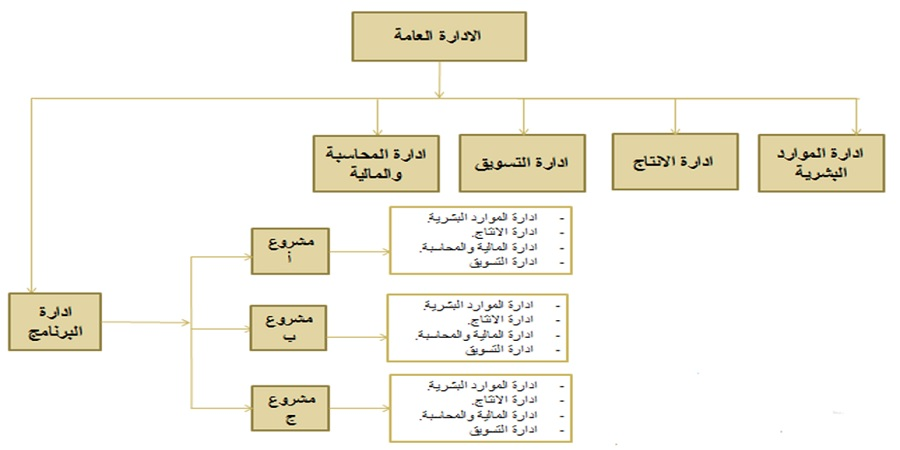 الادارة العامة
ادارة الموارد
البشرية
ادارة الانتاج
ادارة التسويق
ادارة المحاسبة
والمالية
ادارة
البرنامج
مشروع
أ
- ادارة الموارد البشرية.
- ادارة الانتاج.
- ادارة المالية والمحاسبة.
- ادارة التسويق
مشروع
ب
- ادارة الموارد البشرية.
- ادارة الانتاج.
- ادارة المالية والمحاسبة.
- ادارة التسويق
مشروع
ج
- ادارة الموارد البشرية.
- ادارة الانتاج.
- ادارة المالية والمحاسبة.
- ادارة التسويق